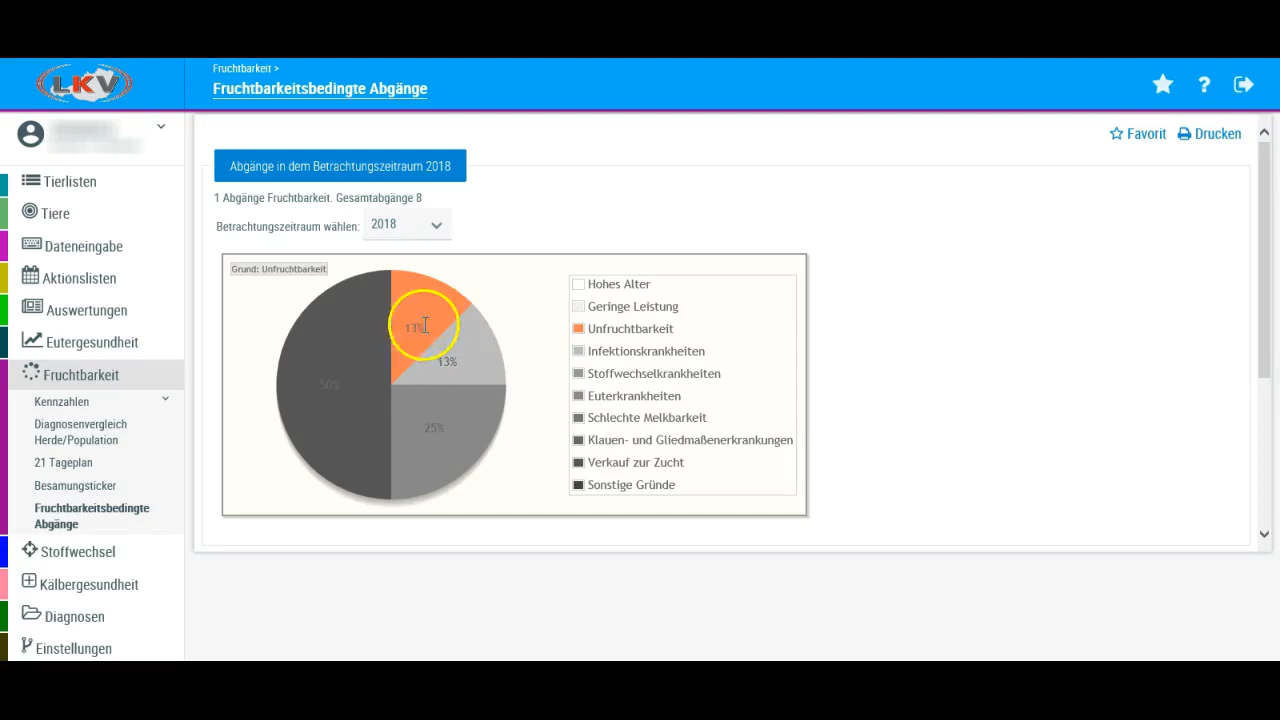 LKV
Fruchtbarkeit >
Fruchtbarkeitsbedingte Abgänge
?
Favorit
Drucken
Tierlisten
Tiere
Dateneingabe
Aktionslisten
Auswertungen
Eutergesundheit
Fruchtbarkeit
Kennzahlen
Diagnosenvergleich
Herde/Population
21 Tageplan
Besamungsticker
Fruchtbarkeitsbedingte
Abgänge
Stoffwechsel
Kälbergesundheit
Diagnosen
Einstellungen
Abgänge in dem Betrachtungszeitraum 2018
1 Abgänge Fruchtbarkeit. Gesamtabgänge 8
Betrachtungszeitraum wählen: 2018
Grund: Unfruchtbarkeit
13%
13%
50%
25%
Hohes Alter
Geringe Leistung
Unfruchtbarkeit
Infektionskrankheiten
Stoffwechselkrankheiten
Euterkrankheiten
Schlechte Melkbarkeit
Klauen- und Gliedmaßenerkrankungen
Verkauf zur Zucht
Sonstige Gründe